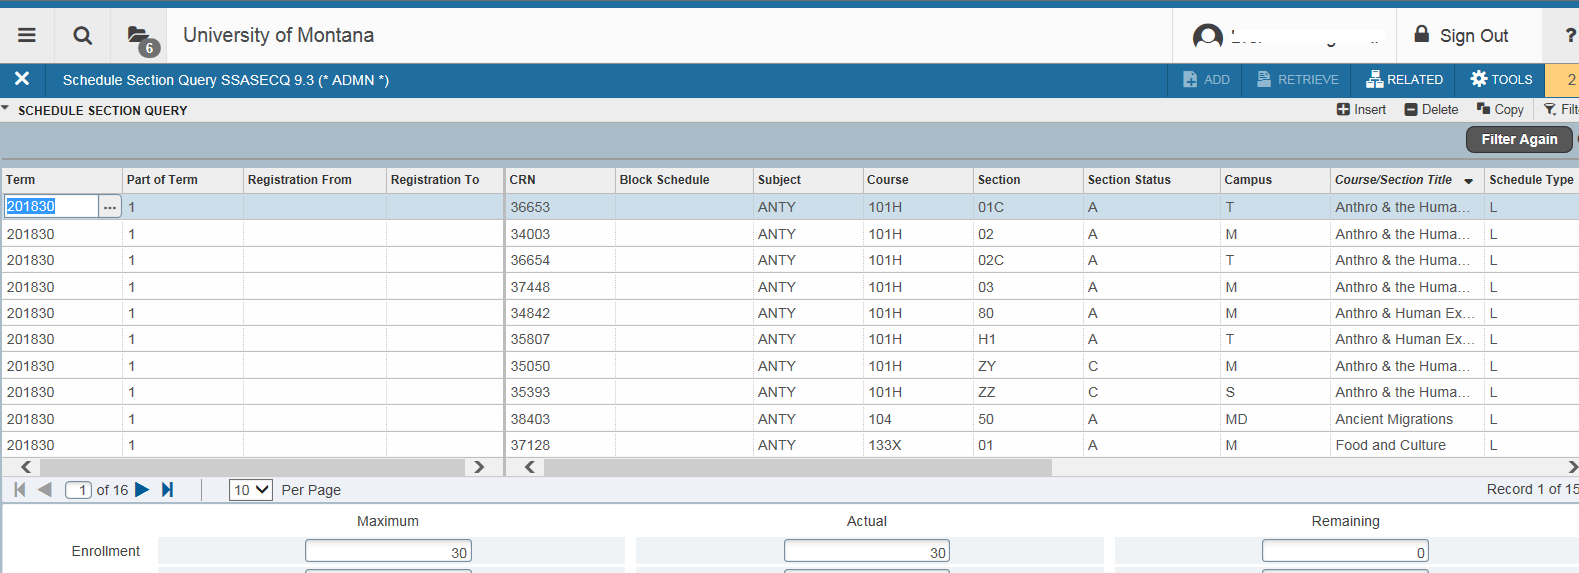 6 University of Montana Sign Out ?
Schedule Section Query SSASECQ 9.3 (* ADMN *) ADD RETRIEVE RELATED TOOLS 2
SCHEDULE SECTION QUERY Insert Delete Copy Filt
Filter Again
Term Part of Term Registration From Registration To CRN Block Schedule Subject Course Section Section Status Campus Course/Section Title Schedule Type
201830 ... 1 36653 ANTY 101H 01C A T Anthro & the Huma... L
201830 1 34003 ANTY 101H 02 A M Anthro & the Huma... L
201830 1 36654 ANTY 101H 02C A T Anthro & the Huma... L
201830 1 37448 ANTY 101H 03 A M Anthro & the Huma... L
201830 1 34842 ANTY 101H 80 A M Anthro & Human Ex... L
201830 1 35807 ANTY 101H H1 A T Anthro & Human Ex... L
201830 1 35050 ANTY 101H ZY C M Anthro & the Huma... L
201830 1 35393 ANTY 101H ZZ C S Anthro & the Huma... L
201830 1 38403 ANTY 104 50 A MD Ancient Migrations L
201830 1 37128 ANTY 133X 01 A M Food and Culture L
1 of 16 10 Per Page Record 1 of 15
Maximum Actual Remaining
Enrollment 30 30 0